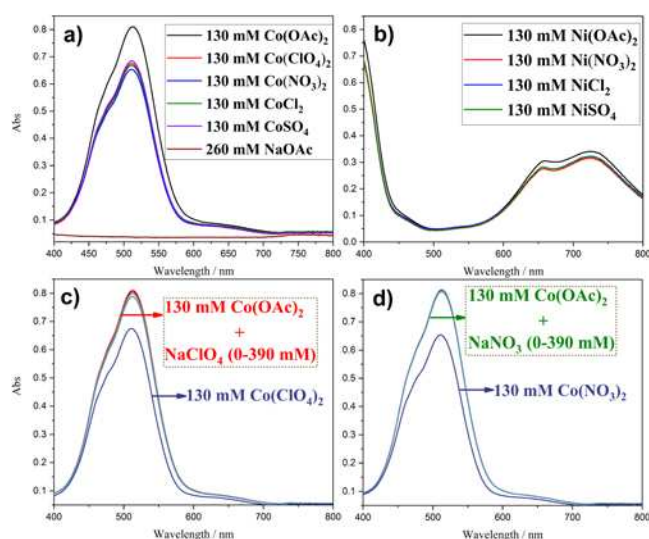 a)
130 mM Co(OAc)₂
130 mM Co(ClO₄)₂
130 mM Co(NO₃)₂
130 mM CoCl₂
130 mM CoSO₄
260 mM NaOAc
Abs
0.8
0.7
0.6
0.5
0.4
0.3
0.2
0.1
400 450 500 550 600 650 700 750 800
Wavelength / nm
b)
130 mM Ni(OAc)₂
130 mM Ni(NO₃)₂
130 mM NiCl₂
130 mM NiSO₄
0.8
0.7
0.6
0.5
0.4
0.3
0.2
0.1
0.0
400 450 500 550 600 650 700 750 800
Wavelength / nm
c)
130 mM Co(OAc)₂
+
NaClO₄ (0-390 mM)
130 mM Co(ClO₄)₂
Abs
0.8
0.7
0.6
0.5
0.4
0.3
0.2
0.1
400 500 600 700 800
Wavelength / nm
d)
130 mM Co(OAc)₂
+
NaNO₃ (0-390 mM)
130 mM Co(NO₃)₂
0.8
0.7
0.6
0.5
0.4
0.3
0.2
0.1
400 500 600 700 800
Wavelength / nm